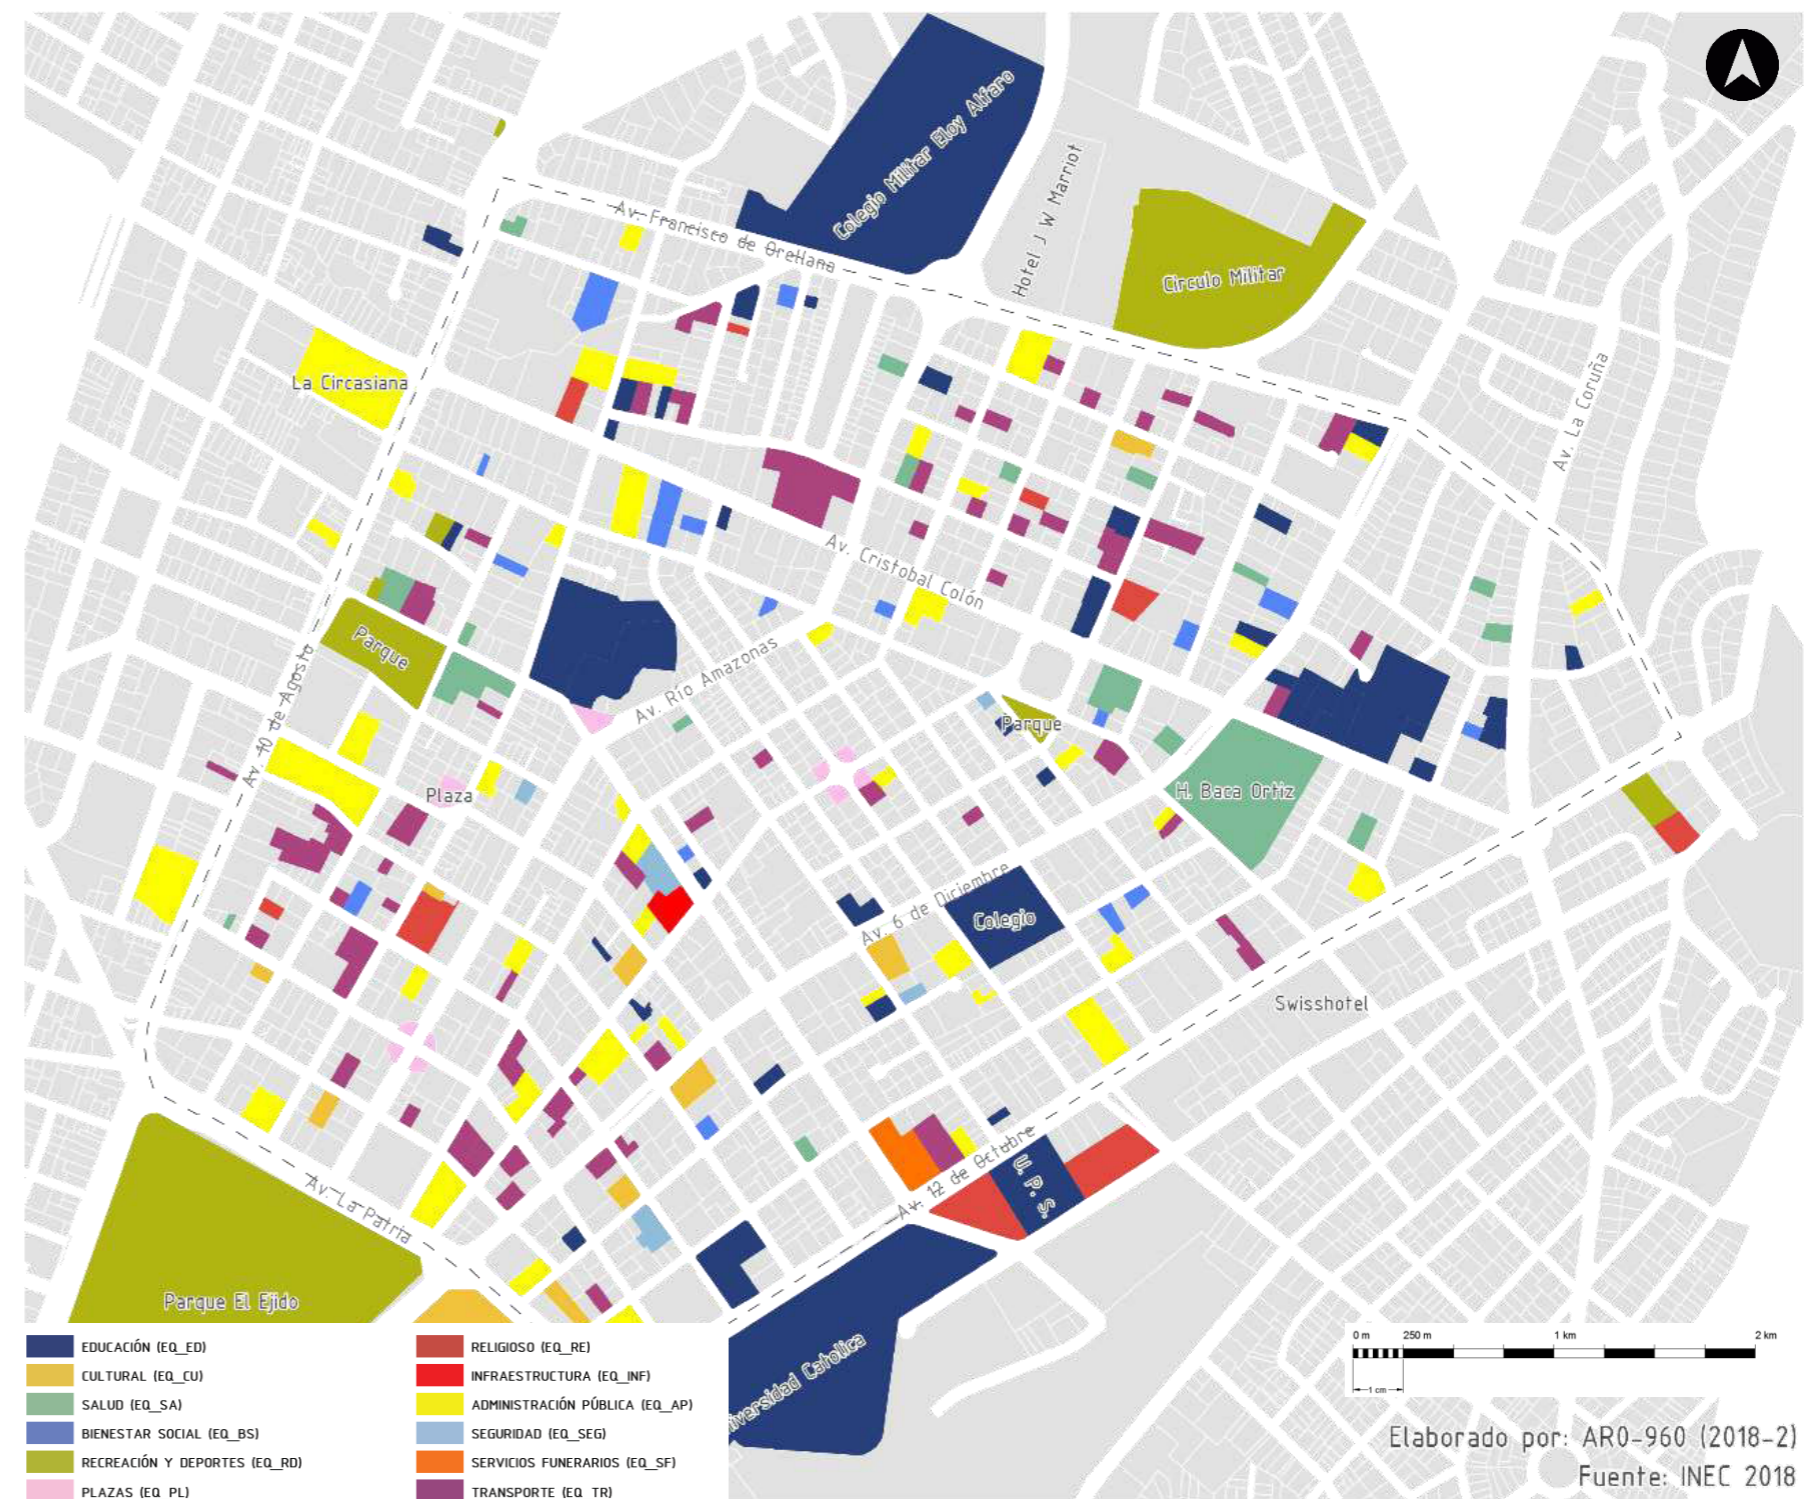 Colegio Militar Eloy Alfaro
Hotel J W Marriot
Av. Francisco de Orellana
Circulo Militar
La Circasiana
Av. La Coruña
Av. Cristobal Colón
Parque
Av. Río Amazonas
Av. 10 de Agosto
Parque
Plaza
H. Baca Ortiz
Av. 6 de Diciembre
Colegio
Swisshotel
Av. 12 de Octubre
U.P.S.
Av. La Patria
Parque El Ejido
niversidad Catolica
EDUCACIÓN (EQ_ED)
CULTURAL (EQ_CU)
SALUD (EQ_SA)
BIENESTAR SOCIAL (EQ_BS)
RECREACIÓN Y DEPORTES (EQ_RD)
PLAZAS (EQ_PL)
RELIGIOSO (EQ_RE)
INFRAESTRUCTURA (EQ_INF)
ADMINISTRACIÓN PÚBLICA (EQ_AP)
SEGURIDAD (EQ_SEG)
SERVICIOS FUNERARIOS (EQ_SF)
TRANSPORTE (EQ_TR)
0 m 250 m 1 km 2 km
1 cm
Elaborado por: ARO-960 (2018-2)
Fuente: INEC 2018